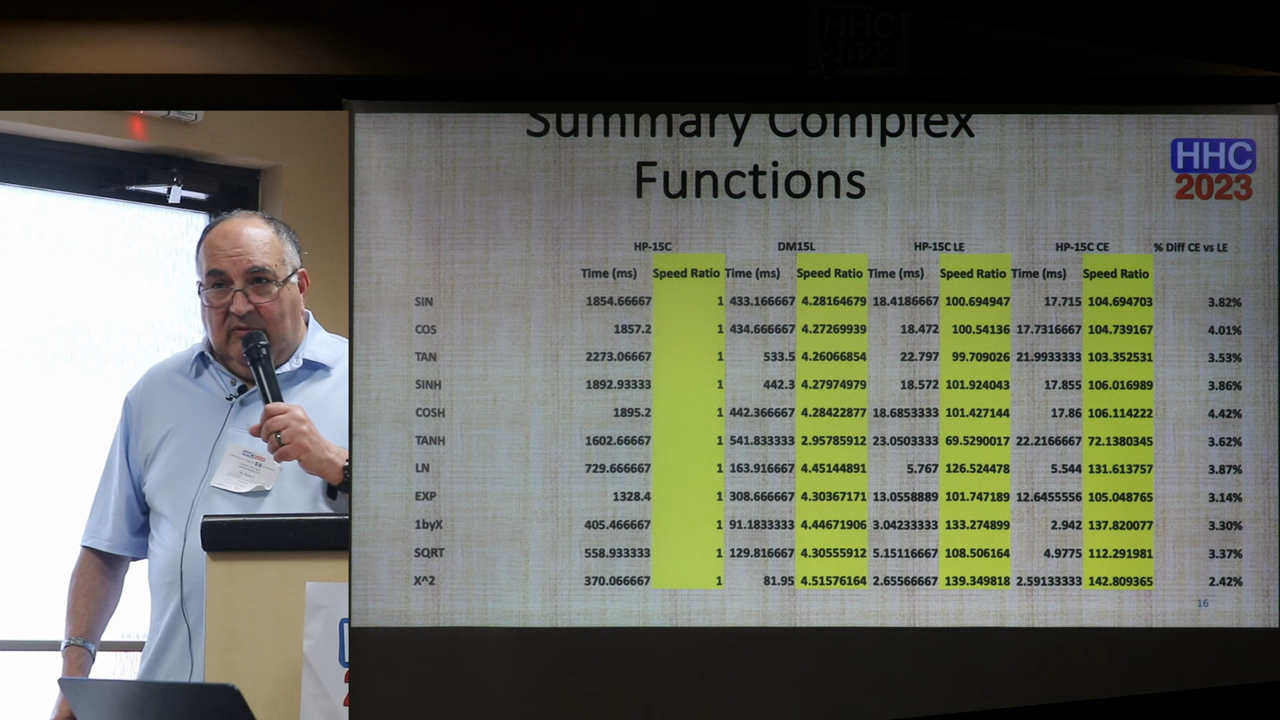 HHC
2023
Summary Complex
Functions
HHC
2023
HP-15C DM15L HP-15C LE HP-15C CE % Diff CE vs LE
Time (ms) Speed Ratio Time (ms) Speed Ratio Time (ms) Speed Ratio Time (ms) Speed Ratio
SIN 1854.66667 1 433.166667 4.28164679 18.4186667 100.694947 17.715 104.694703 3.82%
COS 1857.2 1 434.666667 4.27269939 18.472 100.54136 17.7316667 104.739167 4.01%
TAN 2273.06667 1 533.5 4.26066854 22.797 99.709026 21.9933333 103.352531 3.53%
SINH 1892.93333 1 442.3 4.27974979 18.572 101.924043 17.855 106.016989 3.86%
COSH 1895.2 1 442.366667 4.28422877 18.6853333 101.427144 17.86 106.114222 4.42%
TANH 1602.66667 1 541.833333 2.95785912 23.0503333 69.5290017 22.2166667 72.1380345 3.62%
LN 729.666667 1 163.916667 4.45144891 5.767 126.524478 5.544 131.613757 3.87%
EXP 1328.4 1 308.666667 4.30367171 13.0558889 101.747189 12.6455556 105.048765 3.14%
1byX 405.466667 1 91.1833333 4.44671906 3.04233333 133.274899 2.942 137.820077 3.30%
SQRT 558.933333 1 129.816667 4.30555912 5.15116667 108.506164 4.9775 112.291981 3.37%
X^2 370.066667 1 81.95 4.51576164 2.65566667 139.349818 2.59133333 142.809365 2.42%
16